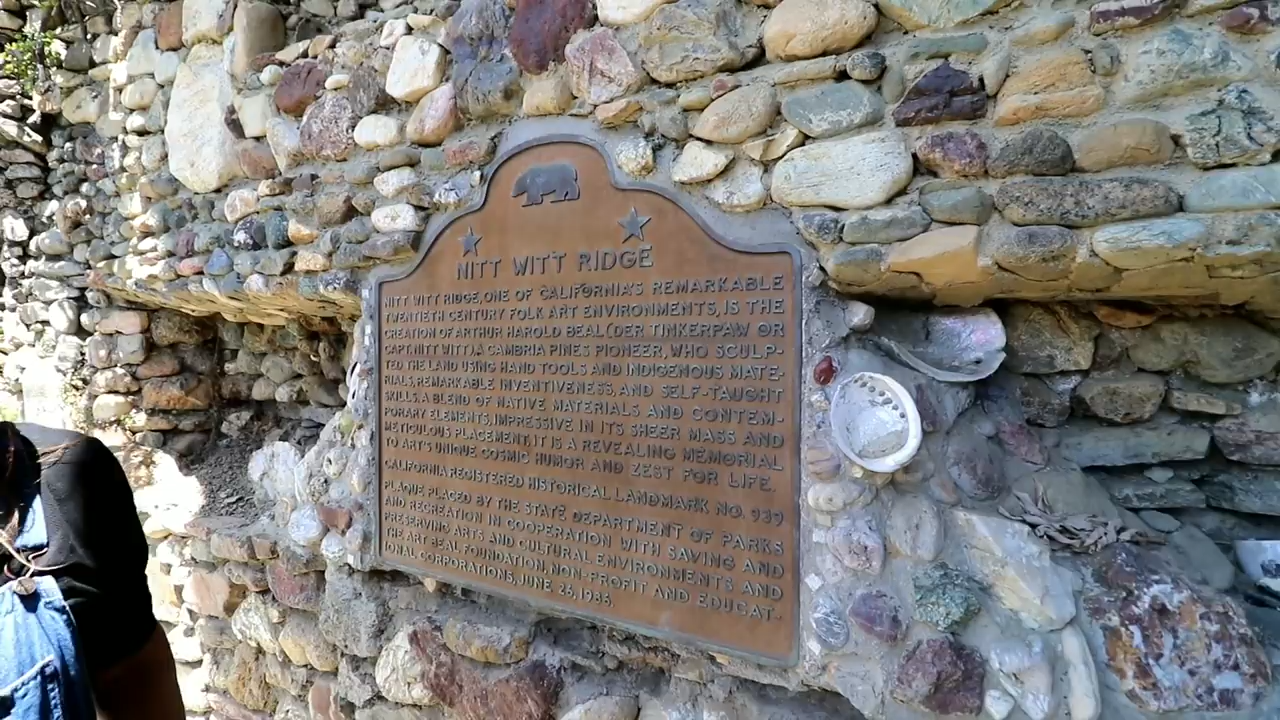 NITT WITT RIDGE
NITT WITT RIDGE, ONE OF CALIFORNIA'S REMARKABLE
TWENTIETH CENTURY FOLK ART ENVIRONMENTS, IS THE
CREATION OF ARTHUR HAROLD BEAL (DER TINKERPAW OR
CAPT. NITT WITT), A CAMBRIA PINES PIONEER, WHO SCULP-
TED THE LAND USING HAND TOOLS AND INDIGENOUS MATE-
RIALS, REMARKABLE INVENTIVENESS, AND SELF-TAUGHT
SKILLS. A BLEND OF NATIVE MATERIALS AND CONTEM-
PORARY ELEMENTS, IMPRESSIVE IN ITS SHEER MASS AND
METICULOUS PLACEMENT, IT IS A REVEALING MEMORIAL
TO ART'S UNIQUE COSMIC HUMOR AND ZEST FOR LIFE.
CALIFORNIA REGISTERED HISTORICAL LANDMARK NO. 939
PLAQUE PLACED BY THE STATE DEPARTMENT OF PARKS
AND RECREATION IN COOPERATION WITH SAVING AND
PRESERVING ARTS AND CULTURAL ENVIRONMENTS AND
THE ART BEAL FOUNDATION, NON-PROFIT AND EDUCAT-
IONAL CORPORATIONS, JUNE 26, 1986.